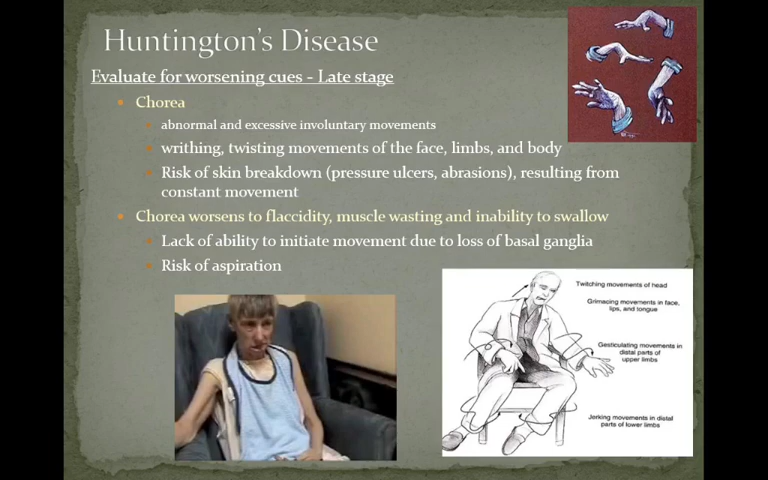 Huntington's Disease
Evaluate for worsening cues - Late stage
Chorea
abnormal and excessive involuntary movements
writhing, twisting movements of the face, limbs, and body
Risk of skin breakdown (pressure ulcers, abrasions), resulting from
constant movement
Chorea worsens to flaccidity, muscle wasting and inability to swallow
Lack of ability to initiate movement due to loss of basal ganglia
Risk of aspiration
Twitching movements of head
Grimacing movements in face,
lips, and tongue
Gesticulating movements in
distal parts of
upper limbs
Jerking movements in distal
parts of lower limbs